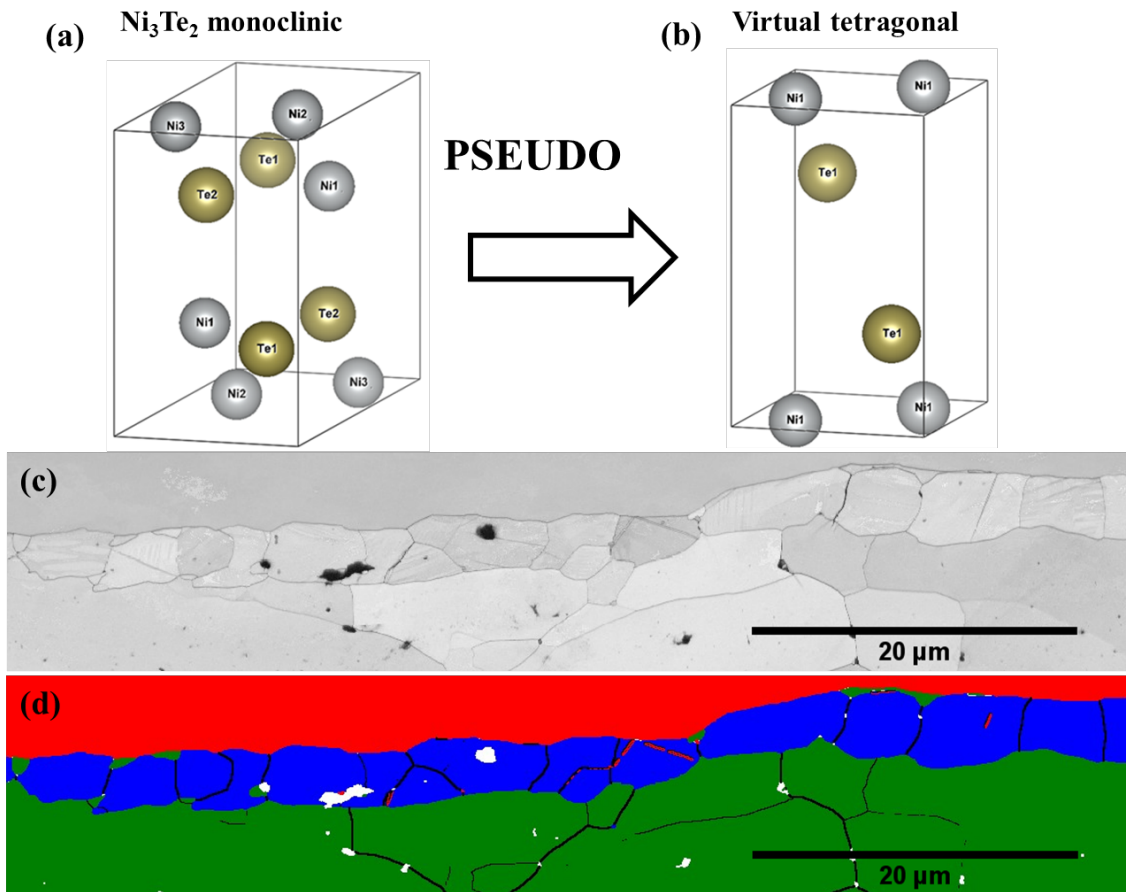 (a)
Ni₃Te₂ monoclinic
(b)
Virtual tetragonal
Ni2
Ni3
Te1
Ni1
Te2
Te2
Ni1
Te1
Ni3
Ni2
PSEUDO
Ni1
Ni1
Te1
Te1
Ni1
Ni1
(c)
20 µm
(d)
20 µm